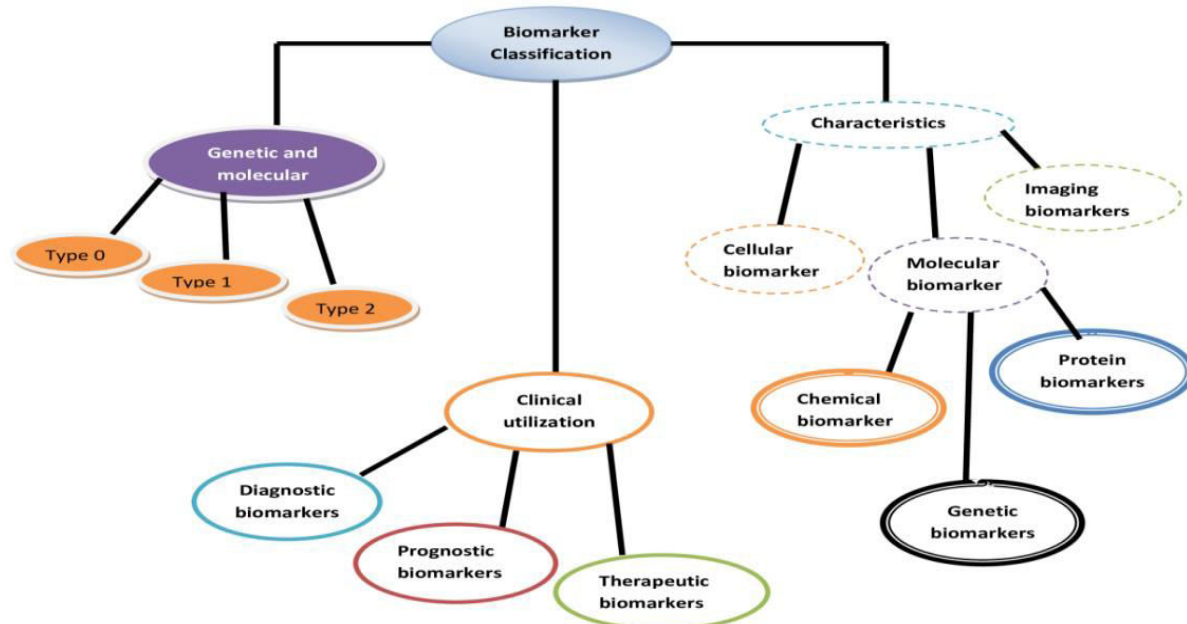 Biomarker
Classification
Genetic and
molecular
Type 0
Type 1
Type 2
Clinical
utilization
Diagnostic
biomarkers
Prognostic
biomarkers
Therapeutic
biomarkers
Characteristics
Cellular
biomarker
Molecular
biomarker
Imaging
biomarkers
Chemical
biomarker
Genetic
biomarkers
Protein
biomarkers